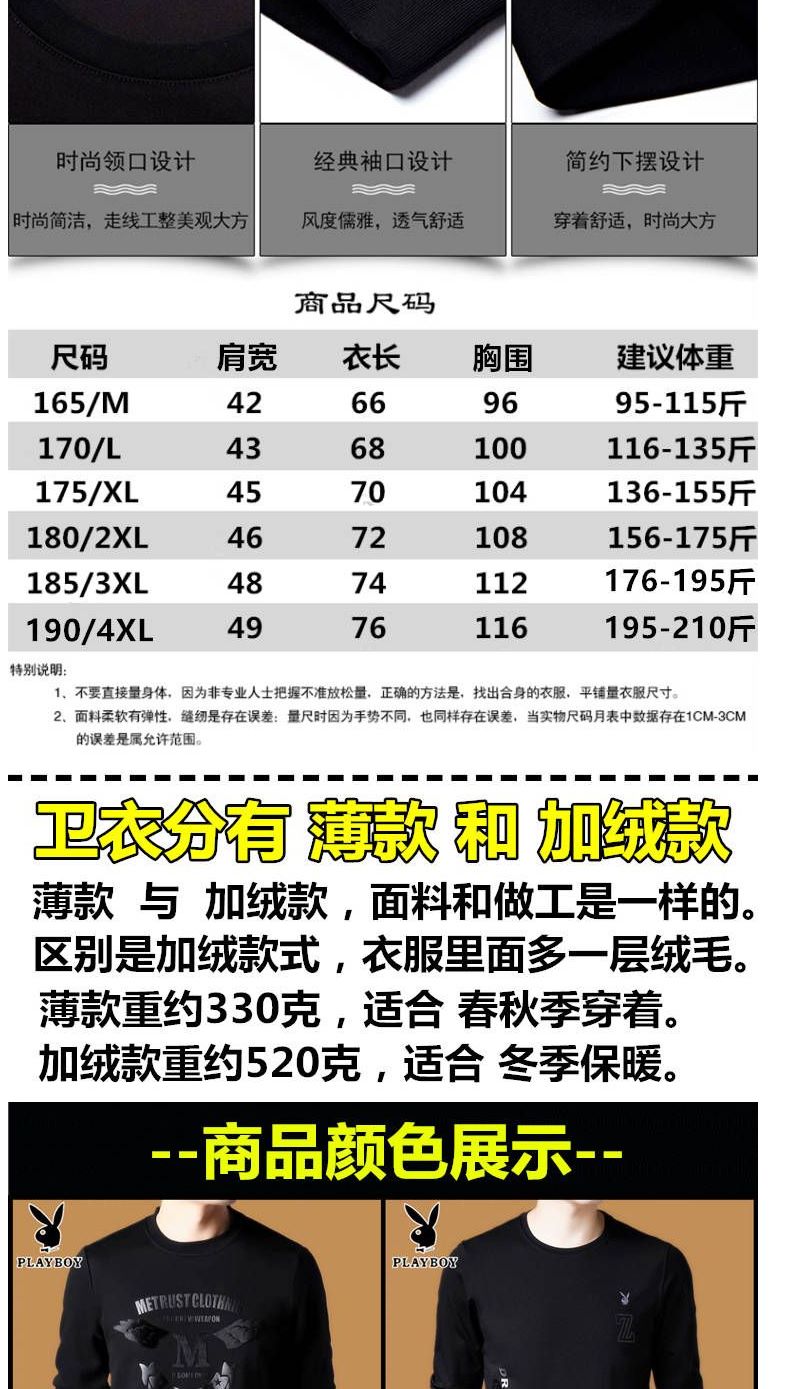 时尚领口设计
时尚简洁，走线工整美观大方
经典袖口设计
风度儒雅，透气舒适
简约下摆设计
穿着舒适，时尚大方
商品尺码
尺码 肩宽 衣长 胸围 建议体重
165/M 42 66 96 95-115斤
170/L 43 68 100 116-135斤
175/XL 45 70 104 136-155斤
180/2XL 46 72 108 156-175斤
185/3XL 48 74 112 176-195斤
190/4XL 49 76 116 195-210斤
特别说明：
1、不要直接量身体，因为非专业人士把握不准放松量，正确的方法是，找出合身的衣服，平铺量衣服尺寸。
2、面料柔软有弹性，缝纫是存在误差；量尺时因为手势不同，也同样存在误差，当实物尺码月表中数据存在1CM-3CM
的误差是属允许范围。
卫衣分有 薄款 和 加绒款
薄款 与 加绒款，面料和做工是一样的。
区别是加绒款式，衣服里面多一层绒毛。
薄款重约330克，适合 春秋季穿着。
加绒款重约520克，适合 冬季保暖。
--商品颜色展示--
PLAYBOY
METRUSTCLOTHI
M
PLAYBOY
Z
DR